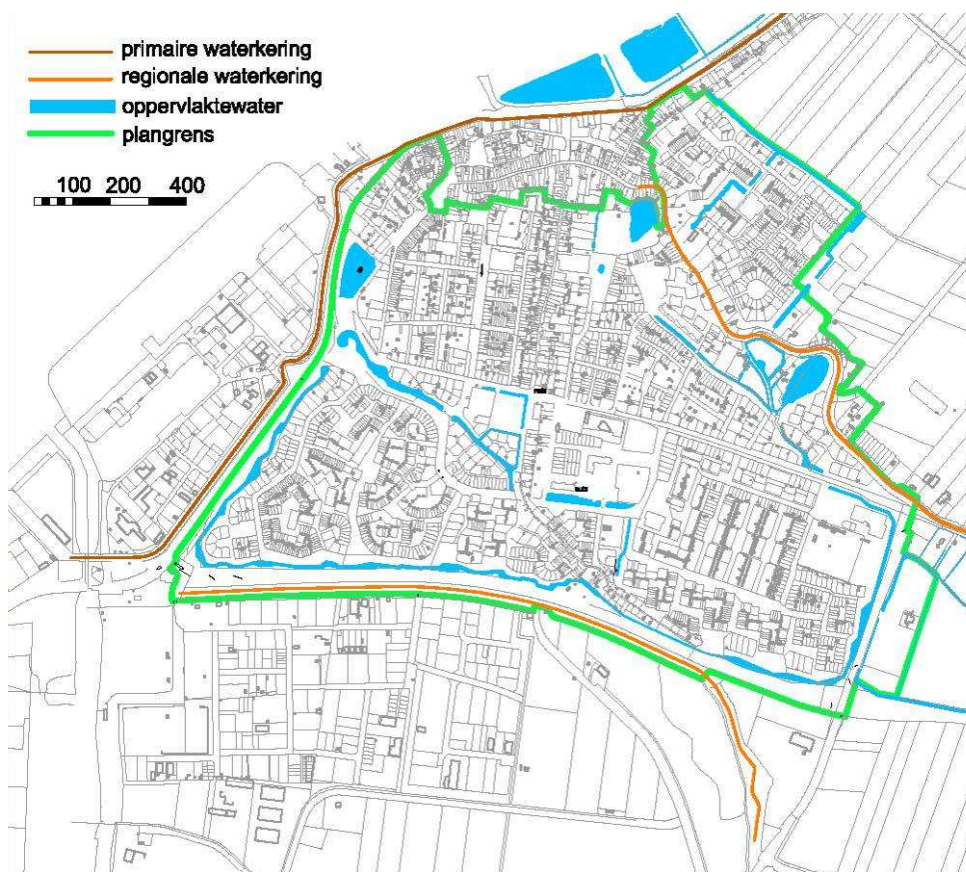 primaire waterkering
regionale waterkering
oppervlaktewater
plangrens
100 200 400